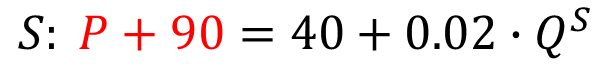 S: P + 90 = 40 + 0.02 · Q^S